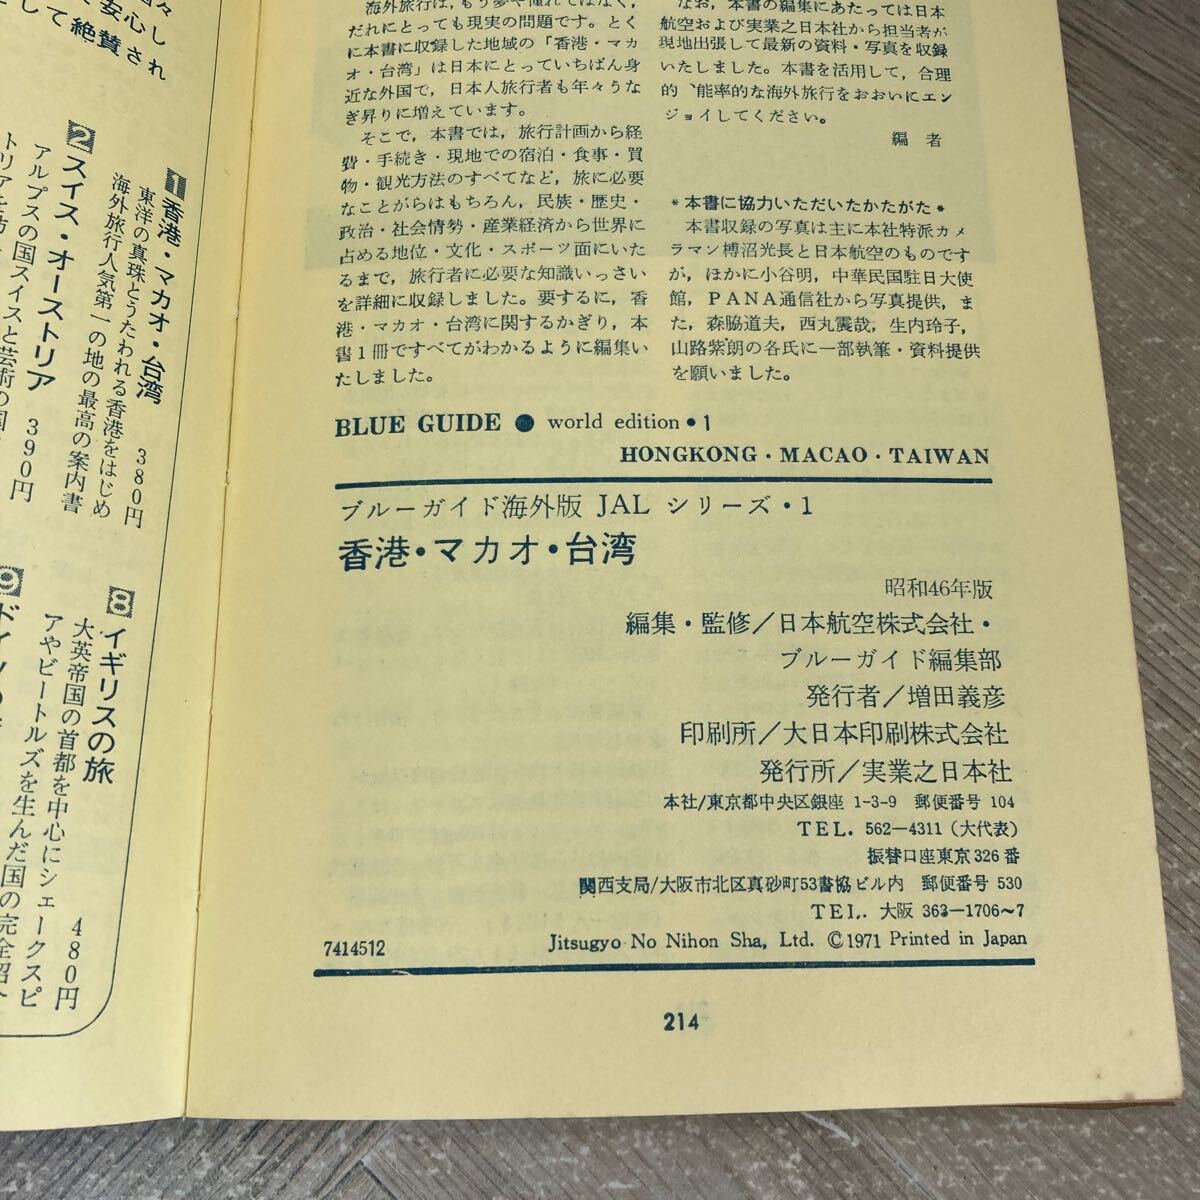 海外旅行は，もう夢や憧れではなく，
だれにとっても現実の問題です。とく
に本書に収録した地域の「香港・マカ
オ・台湾」は日本にとっていちばん身
近な外国で，日本人旅行者も年々うな
ぎ昇りに増えています。
そこで，本書では，旅行計画から経
費・手続き・現地での宿泊・食事・買
物・観光方法のすべてなど，旅に必要
なことがらはもちろん，民族・歴史・
政治・社会情勢・産業経済から世界に
占める地位・文化・スポーツ面にいた
るまで，旅行者に必要な知識いっさい
を詳細に収録しました。要するに，香
港・マカオ・台湾に関するかぎり，本
書1冊ですべてがわかるように編集い
たしました。
なお，本書の編集にあたっては日本
航空および実業之日本社から担当者が
現地出張して最新の資料・写真を収録
いたしました。本書を活用して，合理
的、能率的な海外旅行をおおいにエン
ジョイしてください。
編者
*本書に協力いただいたかたがた*
本書収録の写真は主に本社特派カメ
ラマン榑沼光長と日本航空のものです
が，ほかに小谷明，中華民国駐日大使
館，PANA通信社から写真提供，ま
た，森脇道夫，西丸震哉，生内玲子，
山路紫朗の各氏に一部執筆・資料提供
を願いました。
BLUE GUIDE ● world edition・1
HONGKONG・MACAO・TAIWAN
ブルーガイド海外版 JAL シリーズ・1
香港・マカオ・台湾
昭和46年版
編集・監修／日本航空株式会社・
ブルーガイド編集部
発行者／増田義彦
印刷所／大日本印刷株式会社
発行所／実業之日本社
本社/東京都中央区銀座 1-3-9 郵便番号 104
TEL. 562-4311 (大代表)
振替口座東京326番
関西支局/大阪市北区真砂町53書協ビル内 郵便番号 530
TEL. 大阪 363-1706～7
7414512 Jitsugyo No Nihon Sha, Ltd. ©1971 Printed in Japan
214
安心し
て絶賛され
1 香港・マカオ・台湾 380円
東洋の真珠とうたわれる香港をはじめ
海外旅行人気第一の地の最高の案内書
2 スイス・オーストリア 390円
アルプスの国スイスと芸術の国
8 イギリスの旅 480円
大英帝国の首都を中心にシェークスピ
アやビートルズを生んだ国の完全紹介
9 ドイツの